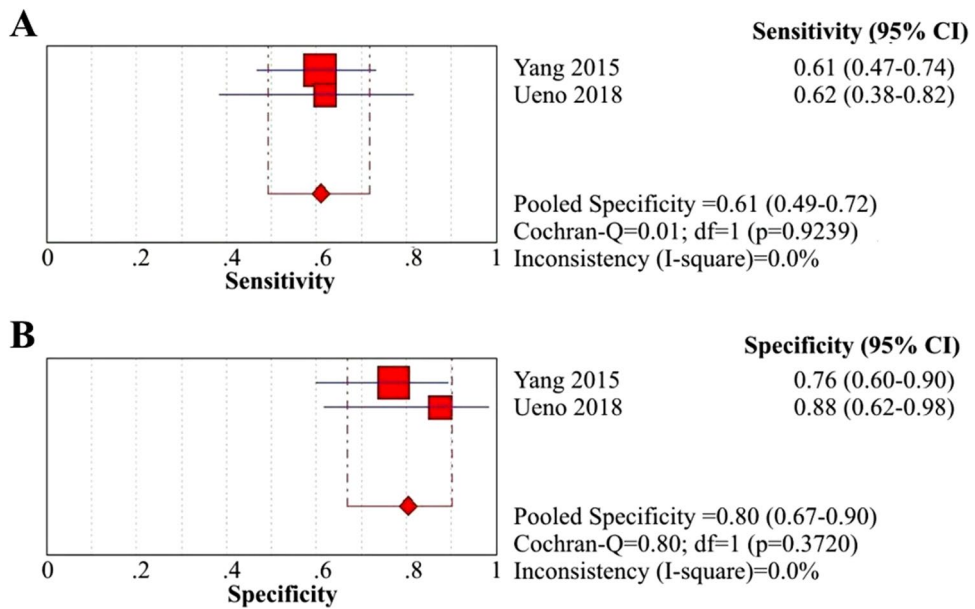 A
Sensitivity (95% CI)
Yang 2015 0.61 (0.47-0.74)
Ueno 2018 0.62 (0.38-0.82)
Pooled Specificity =0.61 (0.49-0.72)
Cochran-Q=0.01; df=1 (p=0.9239)
Inconsistency (I-square)=0.0%
0 .2 .4 .6 .8 1
Sensitivity
B
Specificity (95% CI)
Yang 2015 0.76 (0.60-0.90)
Ueno 2018 0.88 (0.62-0.98)
Pooled Specificity =0.80 (0.67-0.90)
Cochran-Q=0.80; df=1 (p=0.3720)
Inconsistency (I-square)=0.0%
0 .2 .4 .6 .8 1
Specificity